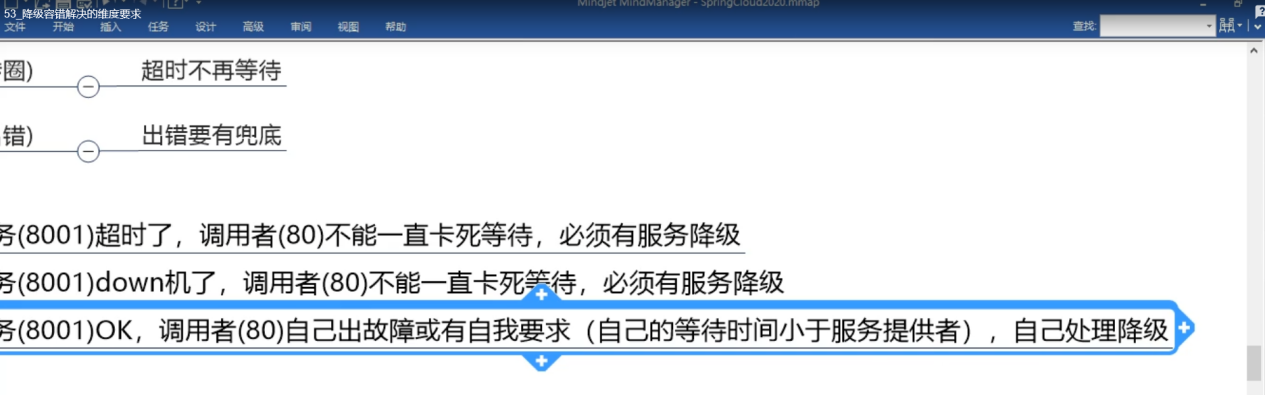 Mindjet MindManager - SpringCloud2020.mmap
53_降级容错解决的维度要求
文件 开始 插入 任务 设计 高级 审阅 视图 帮助 查找:
圈) 超时不再等待
错) 出错要有兜底
务(8001)超时了，调用者(80)不能一直卡死等待，必须有服务降级
务(8001)down机了，调用者(80)不能一直卡死等待，必须有服务降级
务(8001)OK，调用者(80)自己出故障或有自我要求（自己的等待时间小于服务提供者），自己处理降级